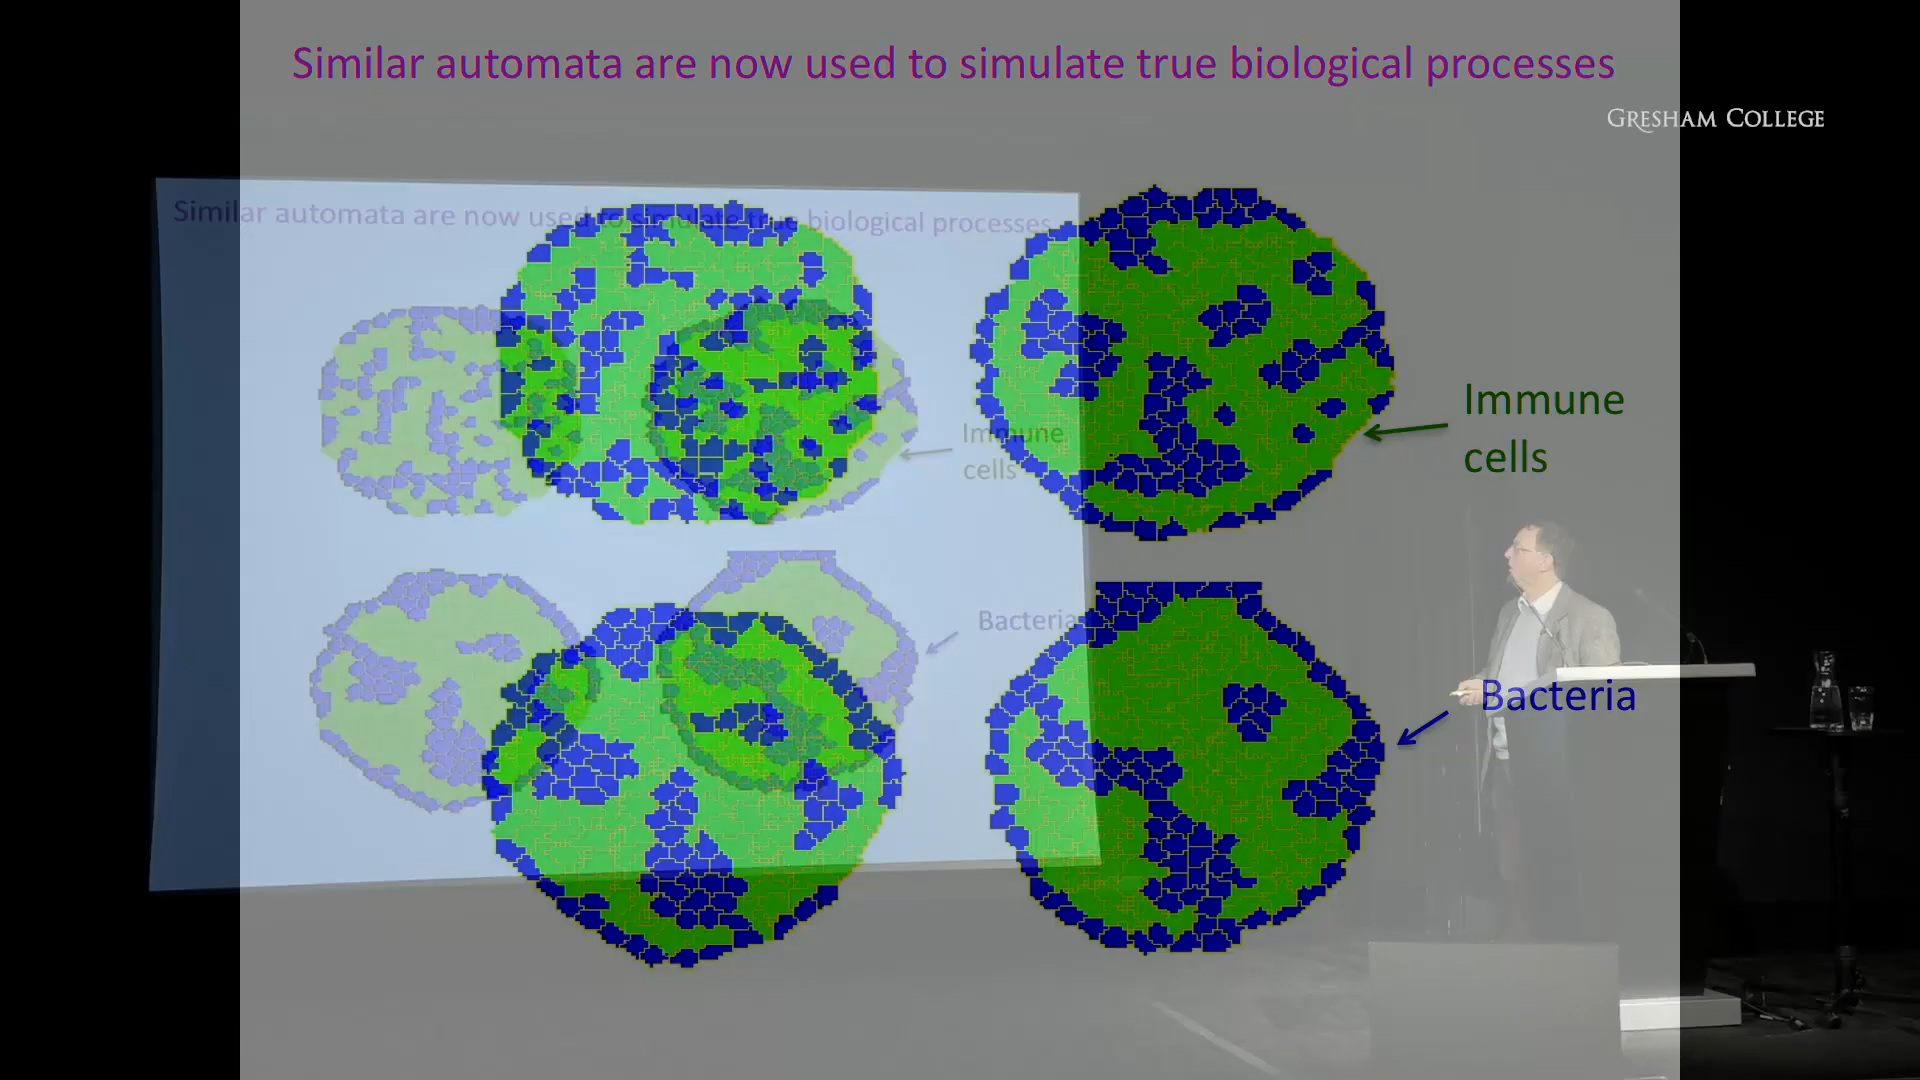 Similar automata are now used to simulate true biological processes
GRESHAM COLLEGE
Similar automata are now used to simulate true biological processes
Immune
cells
Immune
cells
Bacteria
Bacteria